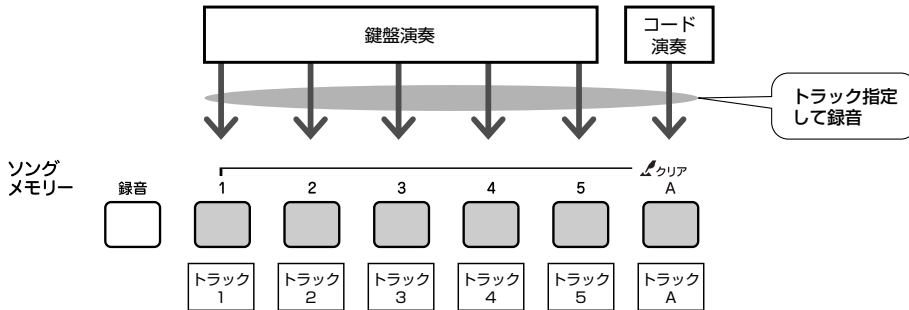 鍵盤演奏
コード
演奏
トラック指定
して録音
ソング
メモリー
録音
1 2 3 4 5 A
クリア
トラック
1
トラック
2
トラック
3
トラック
4
トラック
5
トラック
A